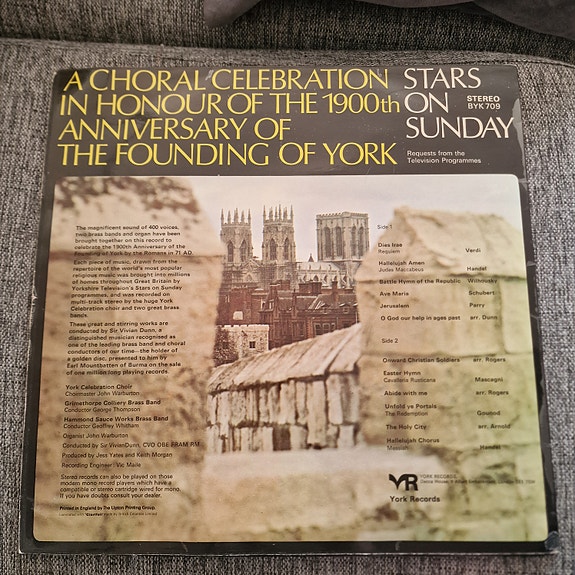 A CHORAL CELEBRATION
IN HONOUR OF THE 1900th
ANNIVERSARY OF
THE FOUNDING OF YORK
STARS
ON
SUNDAY
STEREO
BYK 709
Requests from the
Television Programmes
The magnificent sound of 400 voices,
two brass bands and organ have been
brought together on this record to
celebrate the 1900th Anniversary of the
Founding of York by the Romans in 71 AD.
Each piece of music, drawn from the
repertoire of the world's most popular
religious music was brought into millions
of homes throughout Great Britain by
Yorkshire Television's Stars on Sunday
programmes, and was recorded on
multi-track stereo by the huge York
Celebration choir and two great brass
bands.
These great and stirring works are
conducted by Sir Vivian Dunn, a
distinguished musician recognised as
one of the leading brass band and choral
conductors of our time—the holder of
a golden disc, presented to him by
Earl Mountbatten of Burma on the sale
of one million long playing records.
York Celebration Choir
Choirmaster John Warburton
Grimethorpe Colliery Brass Band
Conductor George Thompson
Hammond Sauce Works Brass Band
Conductor Geoffrey Whitham
Organist John Warburton
Conducted by Sir Vivian Dunn, CVO OBE FRAM RM
Produced by Jess Yates and Keith Morgan
Recording Engineer: Vic Maile
Stereo records can also be played on those
modern mono record players which have a
compatible or stereo cartridge wired for mono.
If you have doubts consult your dealer.
Printed in England by The Upton Printing Group
Side 1
Dies Irae Verdi
Requiem
Hallelujah Amen
Judas Maccabeus Handel
Battle Hymn of the Republic Wilhousky
Ave Maria Schubert
Jerusalem Parry
O God our help in ages past arr. Dunn
Side 2
Onward Christian Soldiers arr. Rogers
Easter Hymn
Cavalleria Rusticana Mascagni
Abide with me arr. Rogers
Unfold ye Portals
The Redemption Gounod
The Holy City arr. Arnold
Hallelujah Chorus
Messiah Handel
YR
YORK RECORDS
York Records